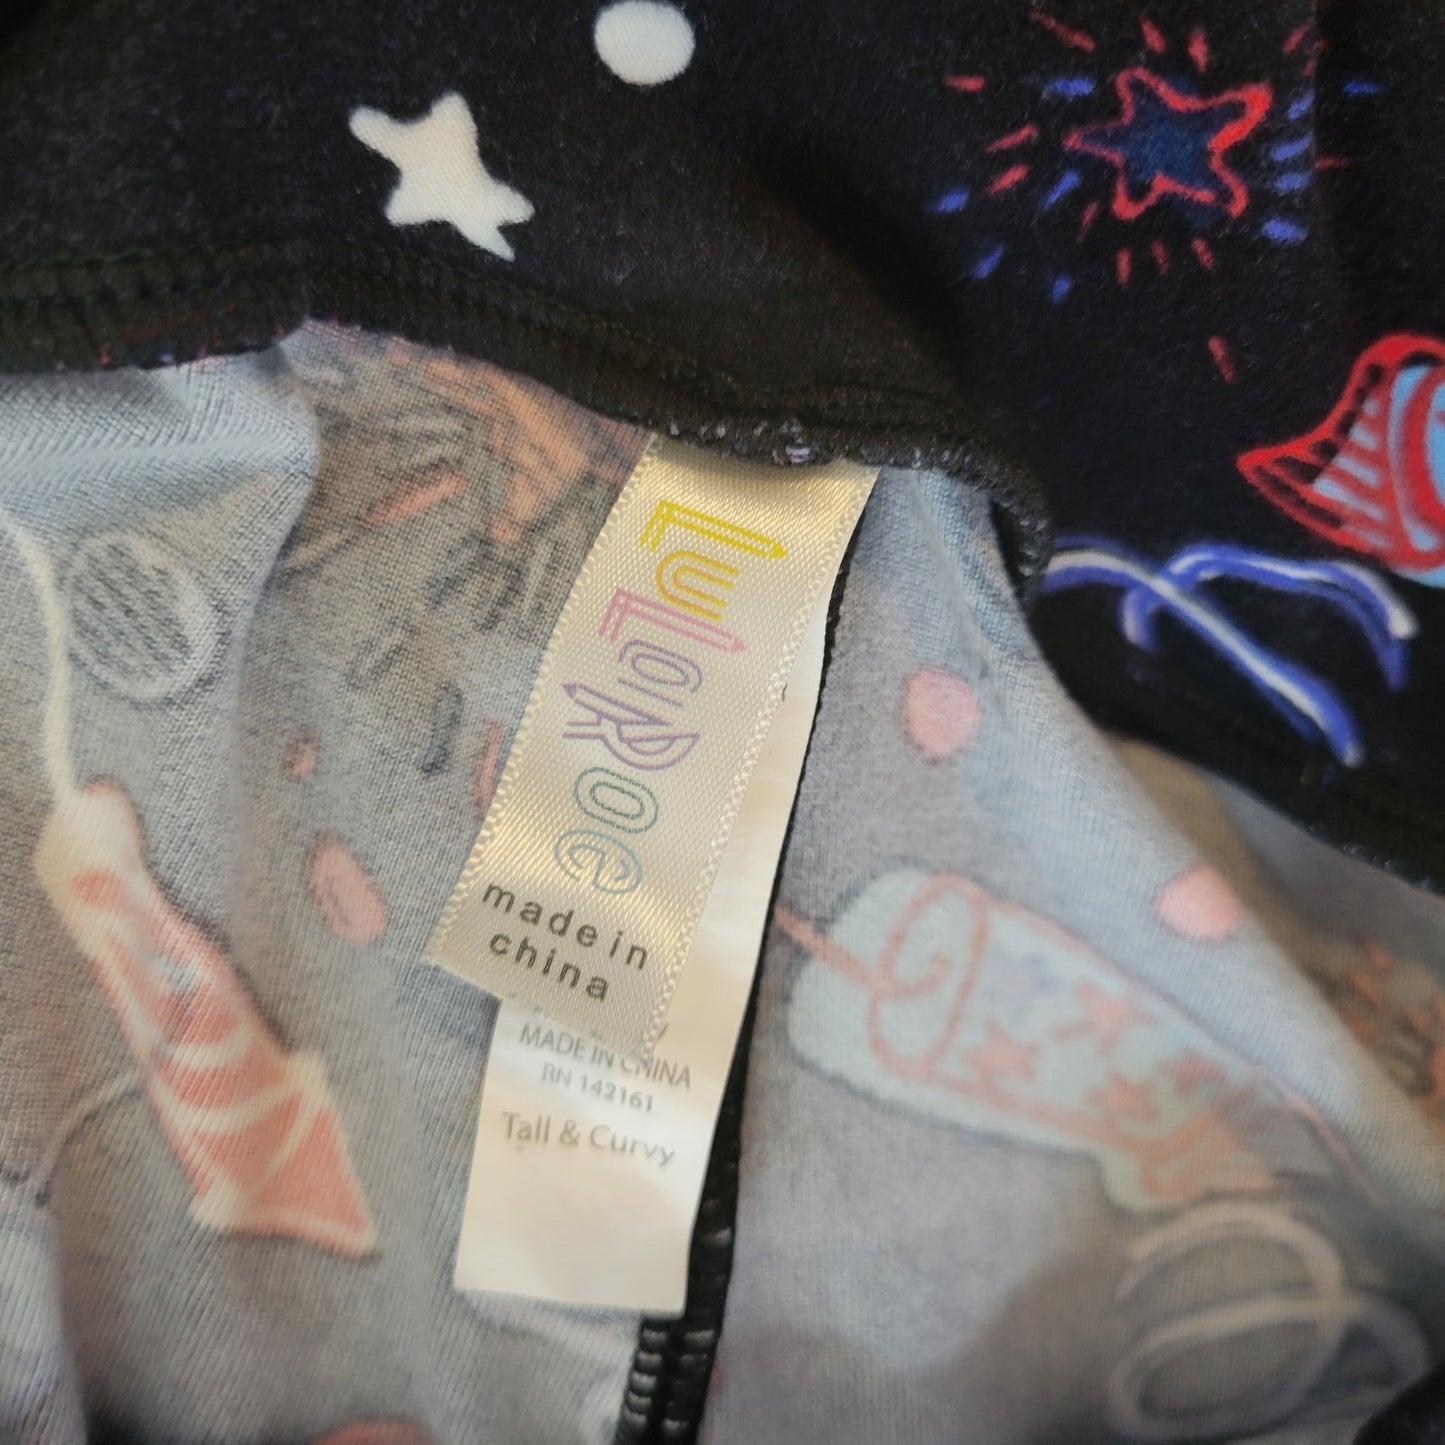 LuLaRoe
made in
china
MADE IN CHINA
RN 142161
Tall & Curvy